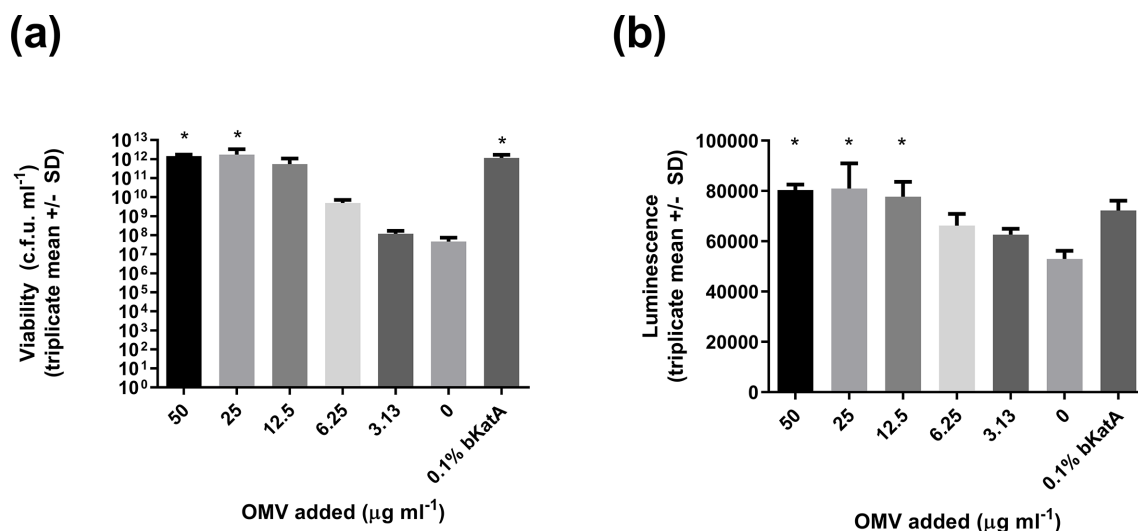 (a)
Viability (c.f.u. ml⁻¹)
(triplicate mean +/- SD)
10¹³
10¹²
10¹¹
10¹⁰
10⁹
10⁸
10⁷
10⁶
10⁵
10⁴
10³
10²
10¹
10⁰
* * *
50 25 12.5 6.25 3.13 0 0.1% bKatA
OMV added (μg ml⁻¹)
(b)
Luminescence
(triplicate mean +/- SD)
100000
80000
60000
40000
20000
0
* * *
50 25 12.5 6.25 3.13 0 0.1% bKatA
OMV added (μg ml⁻¹)